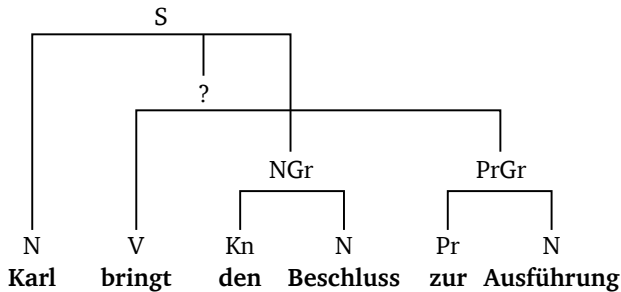 S
?
NGr PrGr
N V Kn N Pr N
Karl bringt den Beschluss zur Ausführung